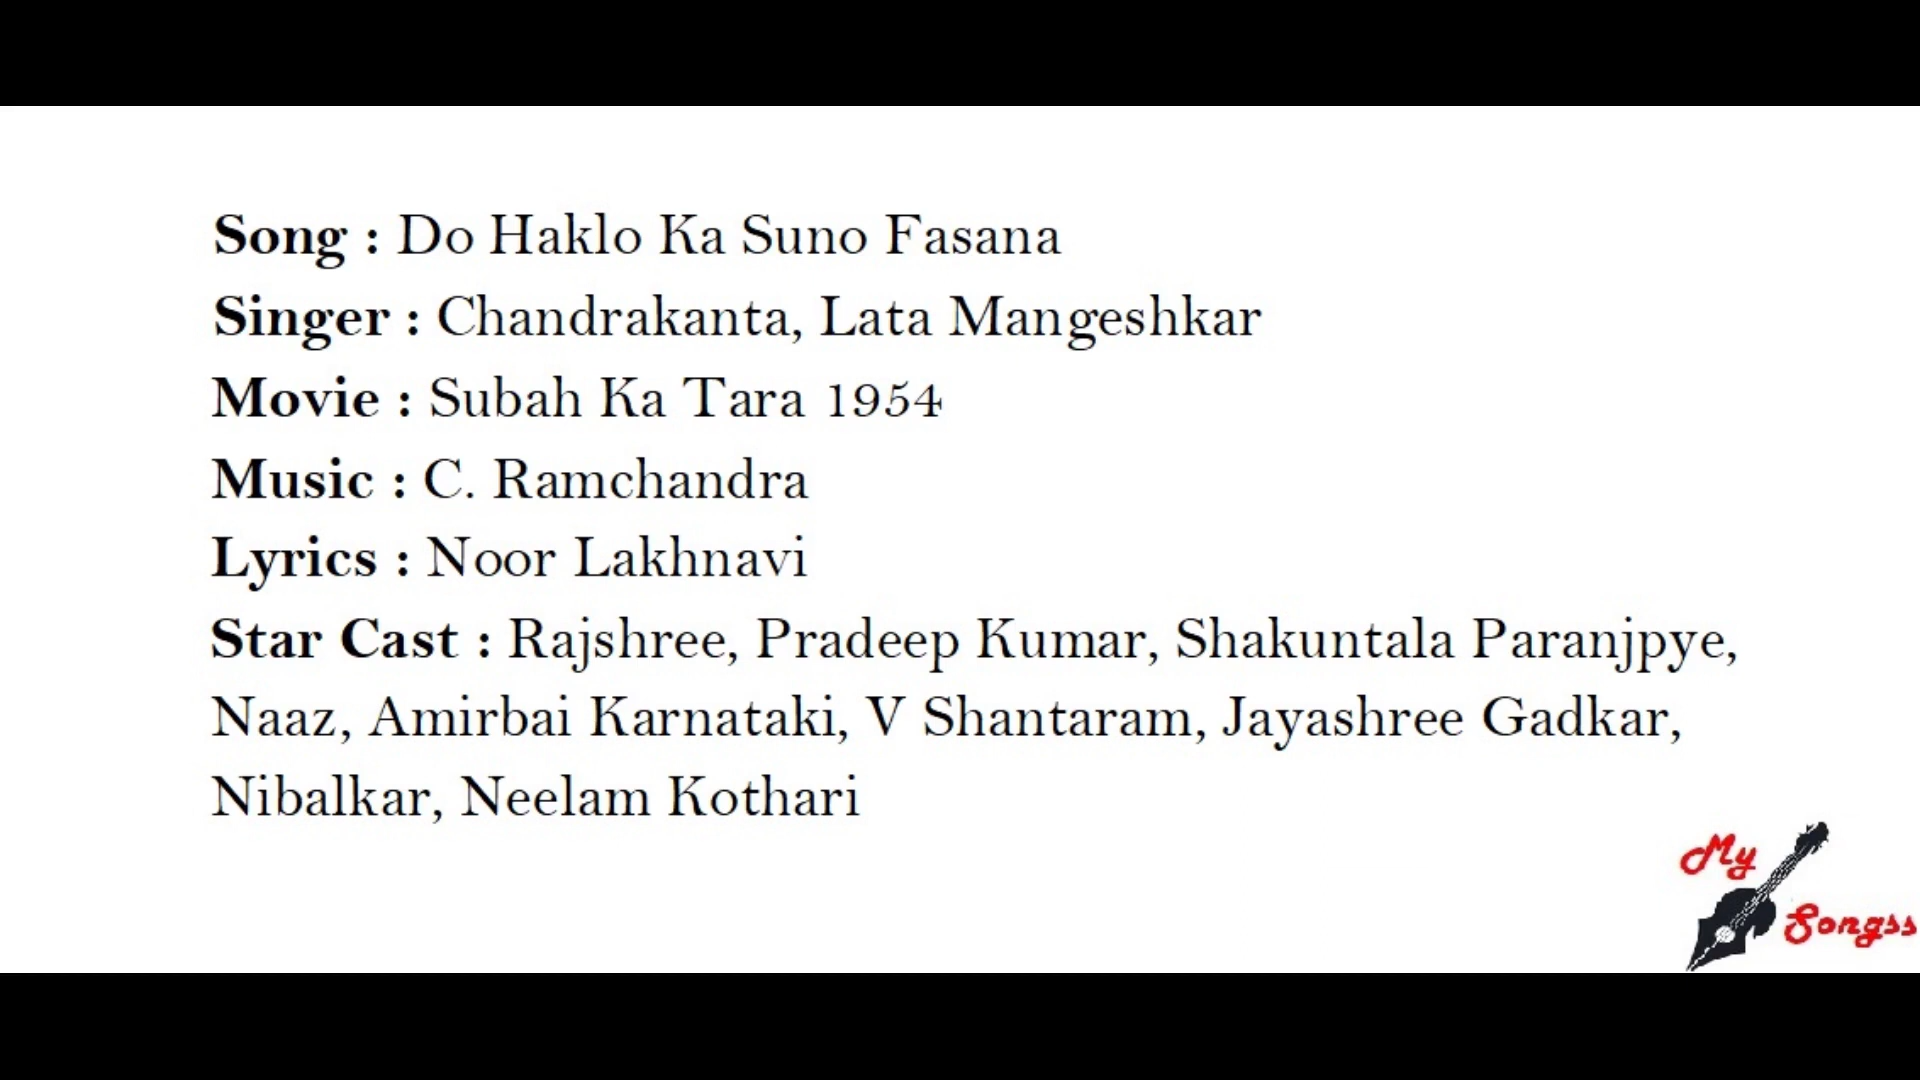 Song : Do Haklo Ka Suno Fasana
Singer : Chandrakanta, Lata Mangeshkar
Movie : Subah Ka Tara 1954
Music : C. Ramchandra
Lyrics : Noor Lakhnavi
Star Cast : Rajshree, Pradeep Kumar, Shakuntala Paranjpye,
Naaz, Amirbai Karnataki, V Shantaram, Jayashree Gadkar,
Nibalkar, Neelam Kothari
My
Songss